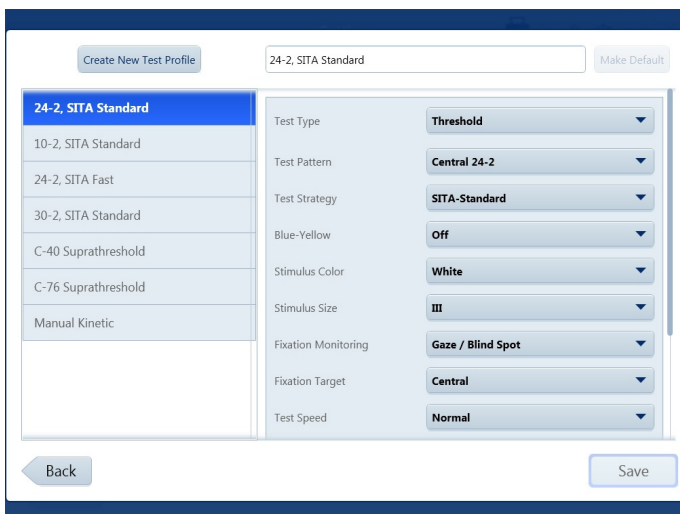 Create New Test Profile
24-2, SITA Standard
Make Default
24-2, SITA Standard
10-2, SITA Standard
24-2, SITA Fast
30-2, SITA Standard
C-40 Suprathreshold
C-76 Suprathreshold
Manual Kinetic
Test Type Threshold
Test Pattern Central 24-2
Test Strategy SITA-Standard
Blue-Yellow Off
Stimulus Color White
Stimulus Size III
Fixation Monitoring Gaze / Blind Spot
Fixation Target Central
Test Speed Normal
Back
Save